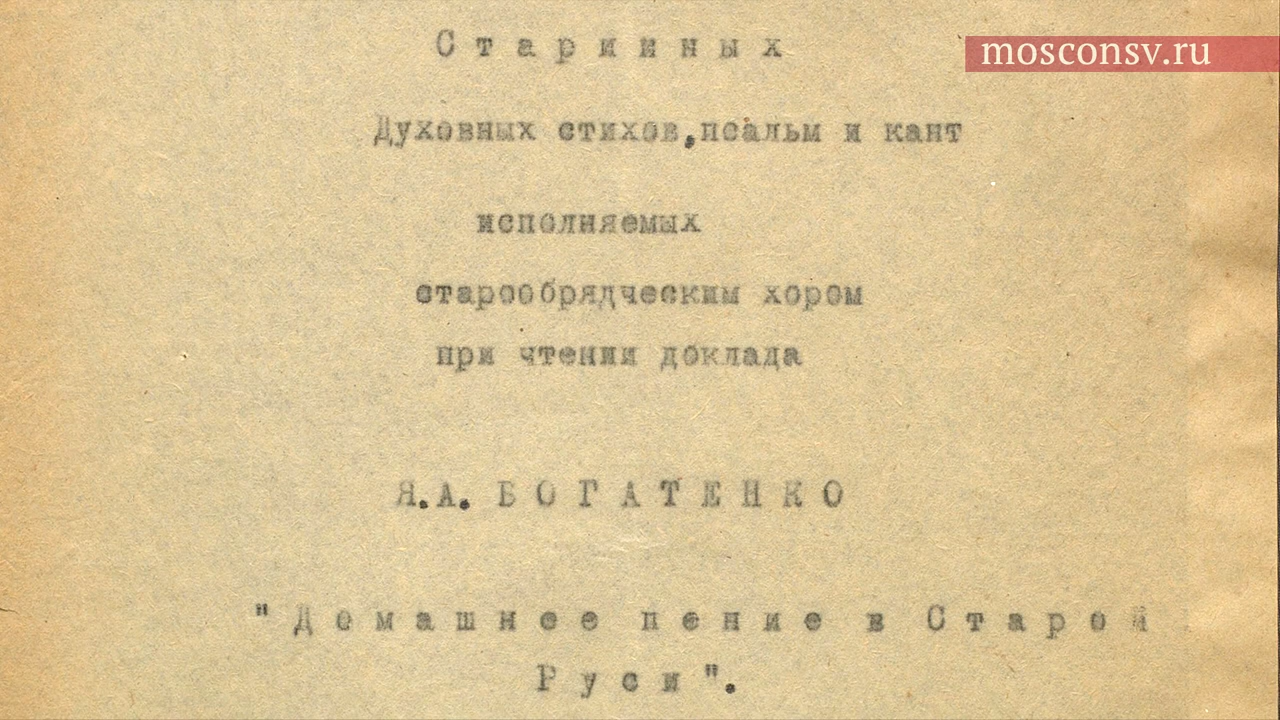 Старинных
mosconsv.ru
Духовных стихов,псальм и кант
исполняемых
старообрядческим хором
при чтении доклада
Я.А. БОГАТЕНКО
"Домашнее пение в Старой
Руси".